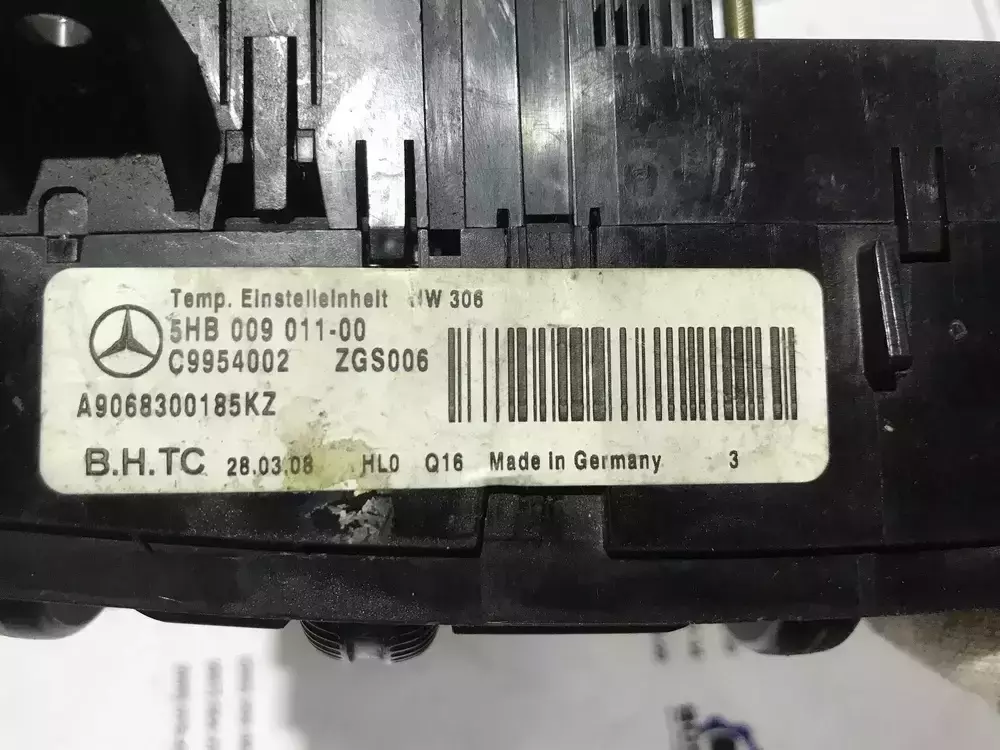 Temp. Einstelleinheit NW 306
5HB 009 011-00
C9954002 ZGS006
A9068300185KZ
B.H.TC 28.03.08 HL0 Q16 Made in Germany 3